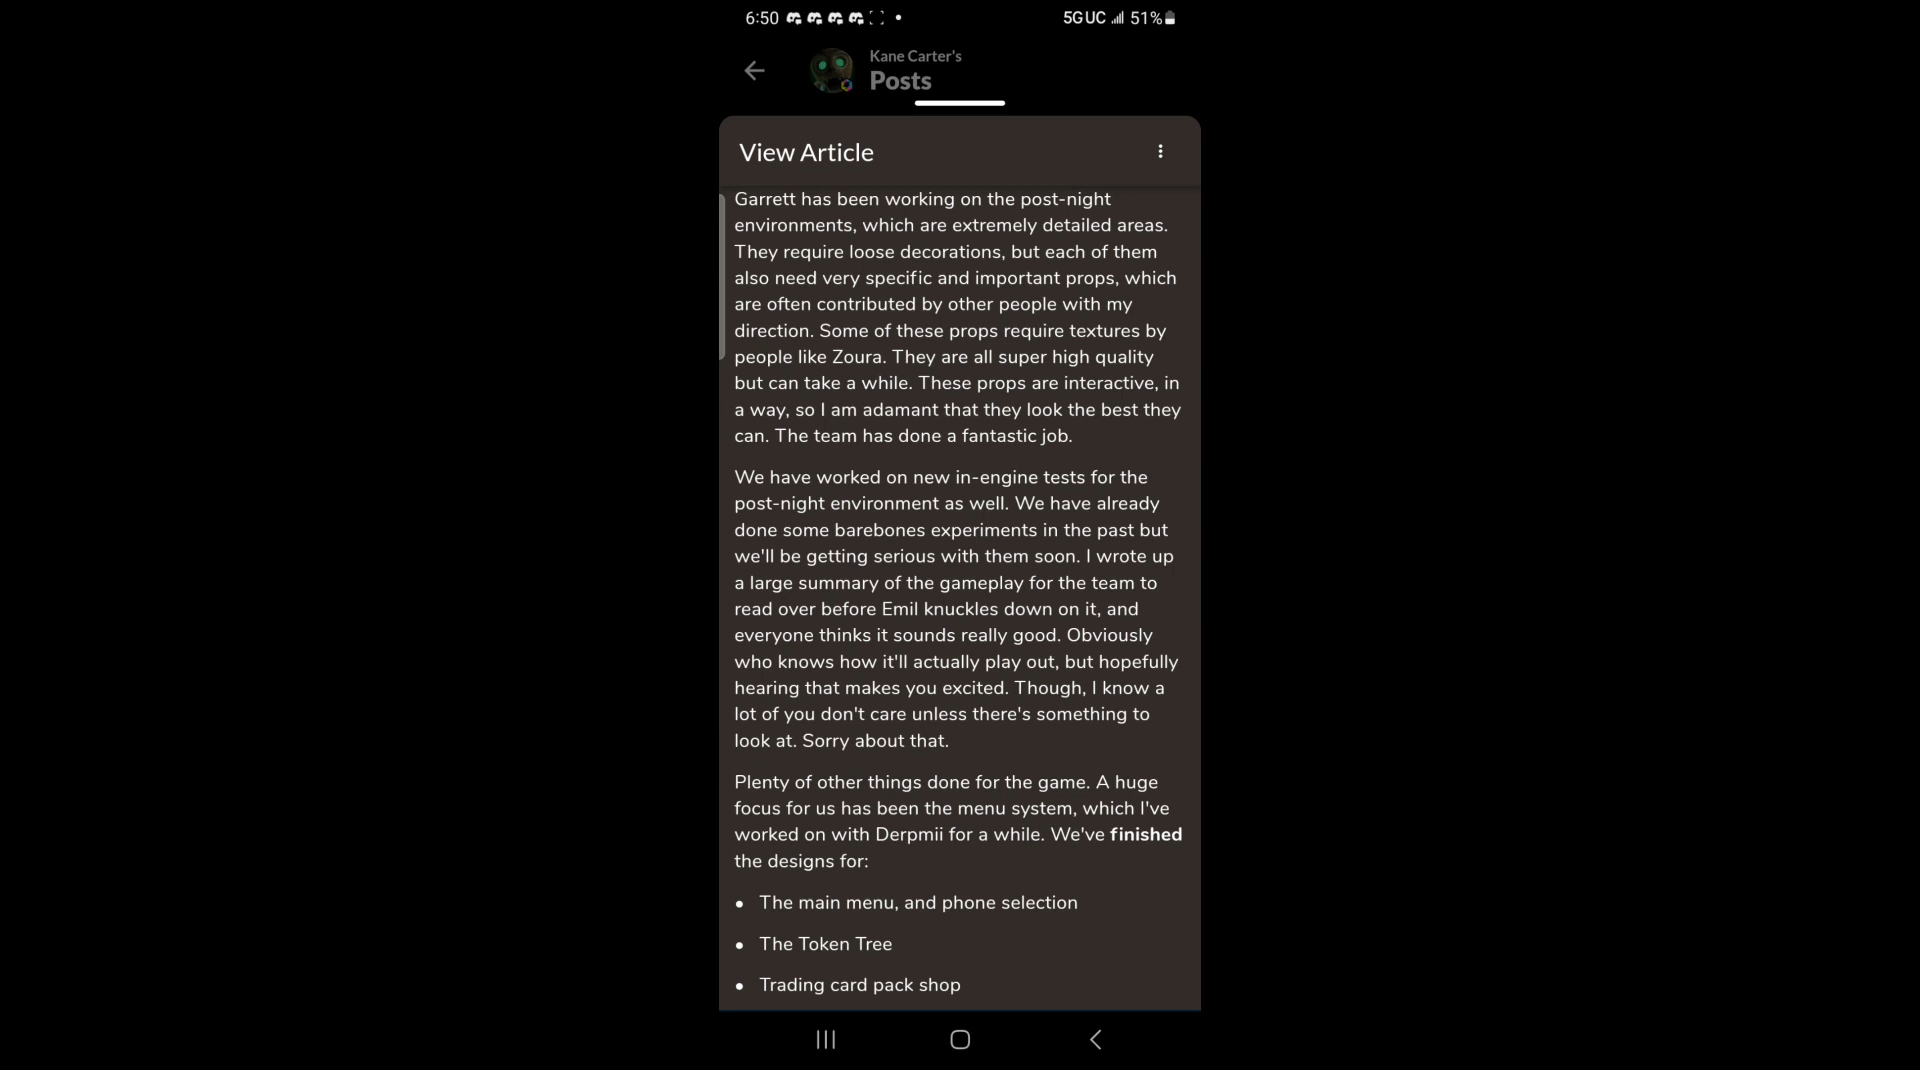 6:50
5GUC 51%
Kane Carter's
Posts
View Article
Garrett has been working on the post-night
environments, which are extremely detailed areas.
They require loose decorations, but each of them
also need very specific and important props, which
are often contributed by other people with my
direction. Some of these props require textures by
people like Zoura. They are all super high quality
but can take a while. These props are interactive, in
a way, so I am adamant that they look the best they
can. The team has done a fantastic job.
We have worked on new in-engine tests for the
post-night environment as well. We have already
done some barebones experiments in the past but
we'll be getting serious with them soon. I wrote up
a large summary of the gameplay for the team to
read over before Emil knuckles down on it, and
everyone thinks it sounds really good. Obviously
who knows how it'll actually play out, but hopefully
hearing that makes you excited. Though, I know a
lot of you don't care unless there's something to
look at. Sorry about that.
Plenty of other things done for the game. A huge
focus for us has been the menu system, which I've
worked on with Derpmii for a while. We've finished
the designs for:
• The main menu, and phone selection
• The Token Tree
• Trading card pack shop